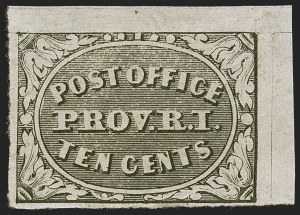 POST OFFICE
PROV. R. I.
TEN CENTS